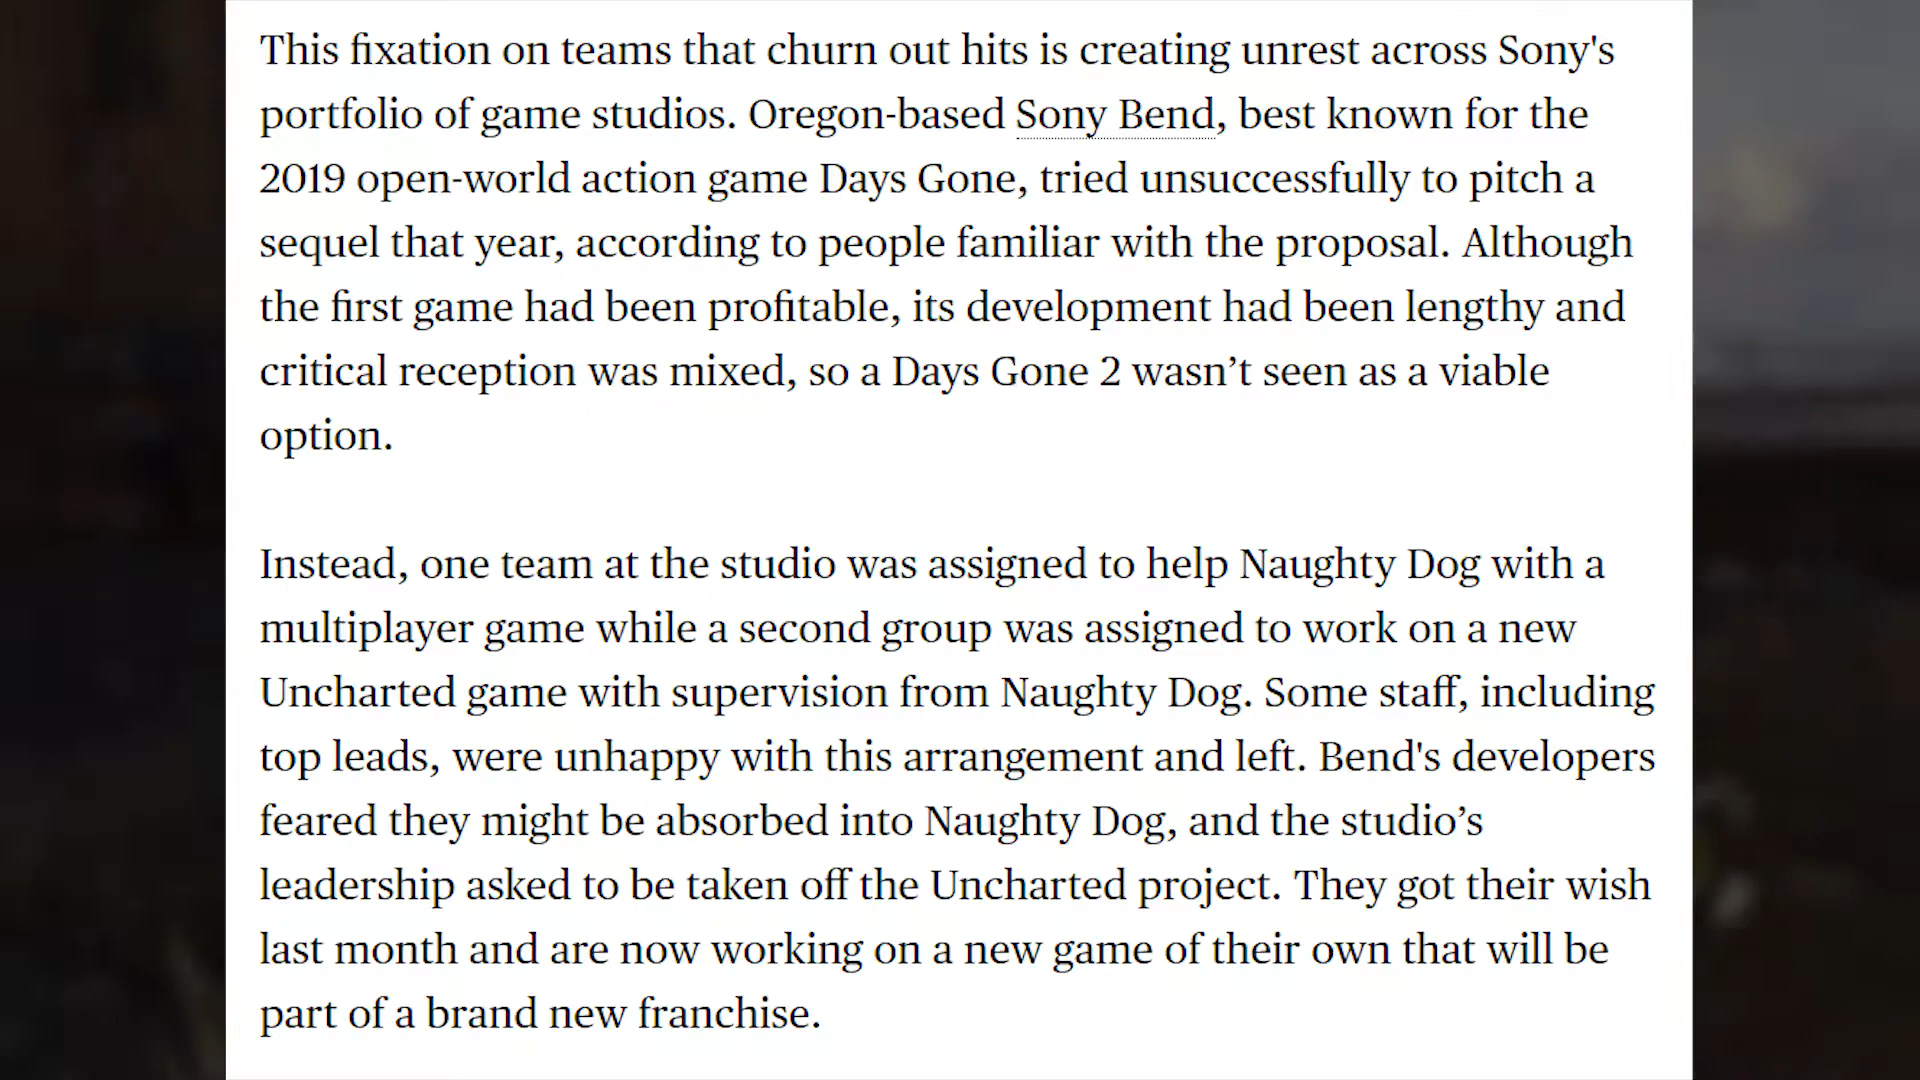 This fixation on teams that churn out hits is creating unrest across Sony's
portfolio of game studios. Oregon-based Sony Bend, best known for the
2019 open-world action game Days Gone, tried unsuccessfully to pitch a
sequel that year, according to people familiar with the proposal. Although
the first game had been profitable, its development had been lengthy and
critical reception was mixed, so a Days Gone 2 wasn’t seen as a viable
option.
Instead, one team at the studio was assigned to help Naughty Dog with a
multiplayer game while a second group was assigned to work on a new
Uncharted game with supervision from Naughty Dog. Some staff, including
top leads, were unhappy with this arrangement and left. Bend's developers
feared they might be absorbed into Naughty Dog, and the studio’s
leadership asked to be taken off the Uncharted project. They got their wish
last month and are now working on a new game of their own that will be
part of a brand new franchise.